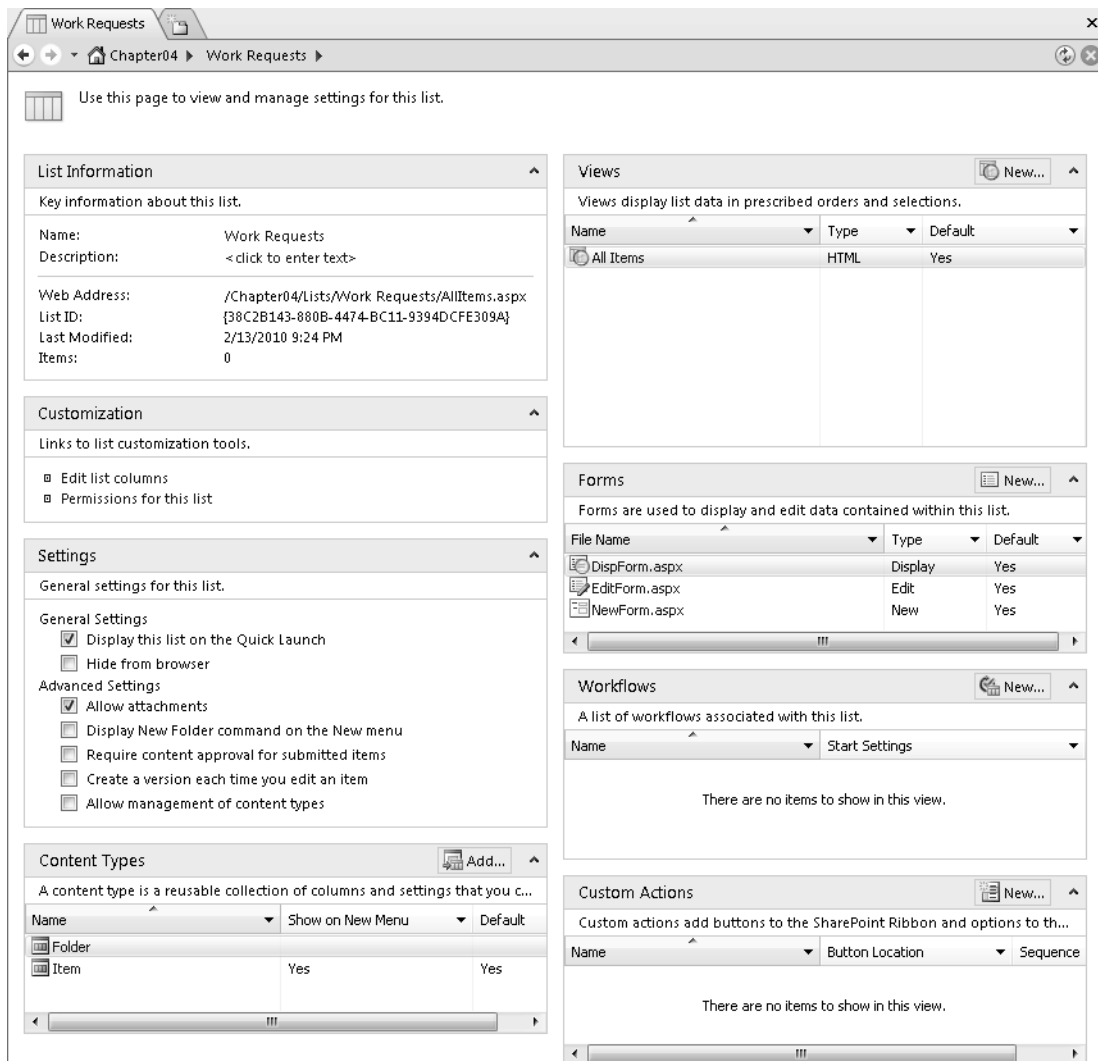 Work Requests
Chapter04 Work Requests
Use this page to view and manage settings for this list.
List Information
Key information about this list.
Name: Work Requests
Description: <click to enter text>
Web Address: /Chapter04/Lists/Work Requests/AllItems.aspx
List ID: {38C2B143-880B-4474-BC11-9394DCFE309A}
Last Modified: 2/13/2010 9:24 PM
Items: 0
Customization
Links to list customization tools.
Edit list columns
Permissions for this list
Settings
General settings for this list.
General Settings
Display this list on the Quick Launch
Hide from browser
Advanced Settings
Allow attachments
Display New Folder command on the New menu
Require content approval for submitted items
Create a version each time you edit an item
Allow management of content types
Content Types Add...
A content type is a reusable collection of columns and settings that you c...
Name Show on New Menu Default
Folder
Item Yes Yes
Views New...
Views display list data in prescribed orders and selections.
Name Type Default
All Items HTML Yes
Forms New...
Forms are used to display and edit data contained within this list.
File Name Type Default
DispForm.aspx Display Yes
EditForm.aspx Edit Yes
NewForm.aspx New Yes
Workflows New...
A list of workflows associated with this list.
Name Start Settings
There are no items to show in this view.
Custom Actions New...
Custom actions add buttons to the SharePoint Ribbon and options to th...
Name Button Location Sequence
There are no items to show in this view.